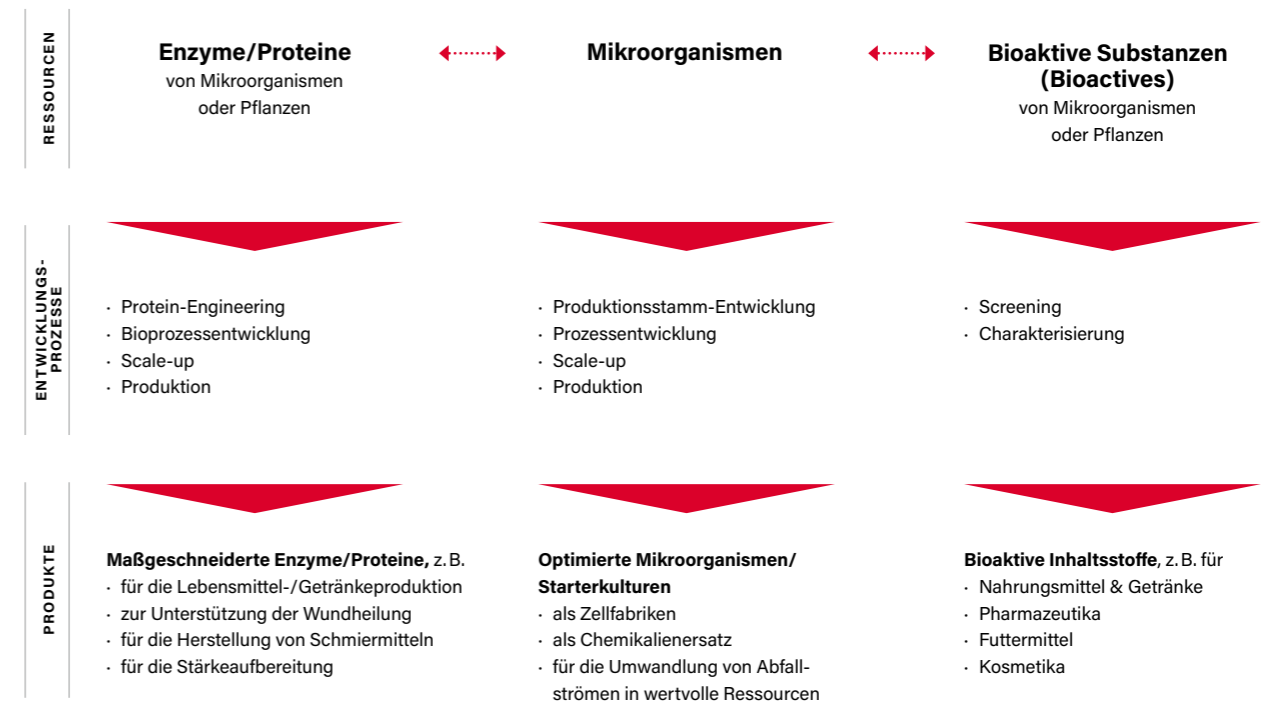 RESSOURCEN
Enzyme/Proteine
von Mikroorganismen
oder Pflanzen
Mikroorganismen
Bioaktive Substanzen
(Bioactives)
von Mikroorganismen
oder Pflanzen
ENTWICKLUNGS-
PROZESSE
· Protein-Engineering
· Bioprozessentwicklung
· Scale-up
· Produktion
· Produktionsstamm-Entwicklung
· Prozessentwicklung
· Scale-up
· Produktion
· Screening
· Charakterisierung
PRODUKTE
Maßgeschneiderte Enzyme/Proteine, z. B.
· für die Lebensmittel-/Getränkeproduktion
· zur Unterstützung der Wundheilung
· für die Herstellung von Schmiermitteln
· für die Stärkeaufbereitung
Optimierte Mikroorganismen/
Starterkulturen
· als Zellfabriken
· als Chemikalienersatz
· für die Umwandlung von Abfall-
strömen in wertvolle Ressourcen
Bioaktive Inhaltsstoffe, z. B. für
· Nahrungsmittel & Getränke
· Pharmazeutika
· Futtermittel
· Kosmetika